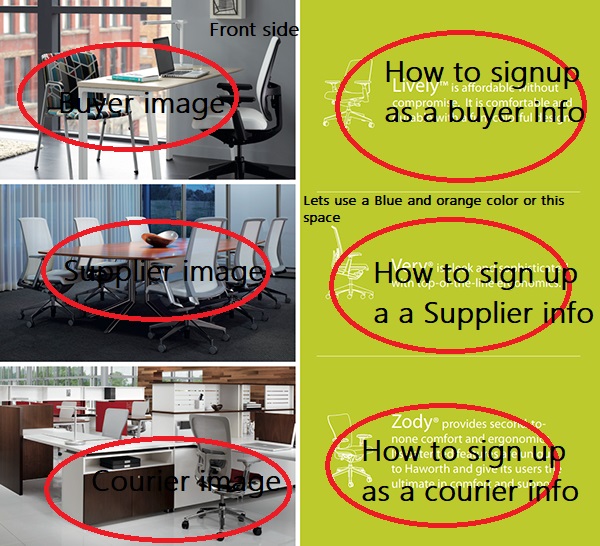 Front side
Buyer image
How to signup
as a buyer info
Lively™ is affordable without
compromise. It is comfortable and
Supplier image
Lets use a Blue and orange color or this
space
How to sign up
a a Supplier info
Very® is sleek and sophisticated
with top-of-the-line ergonomics.
Courier image
How to sign up
as a courier info
Zody® provides second-to-
none comfort and ergonomic
to Haworth and give its users the
ultimate in comfort and support.